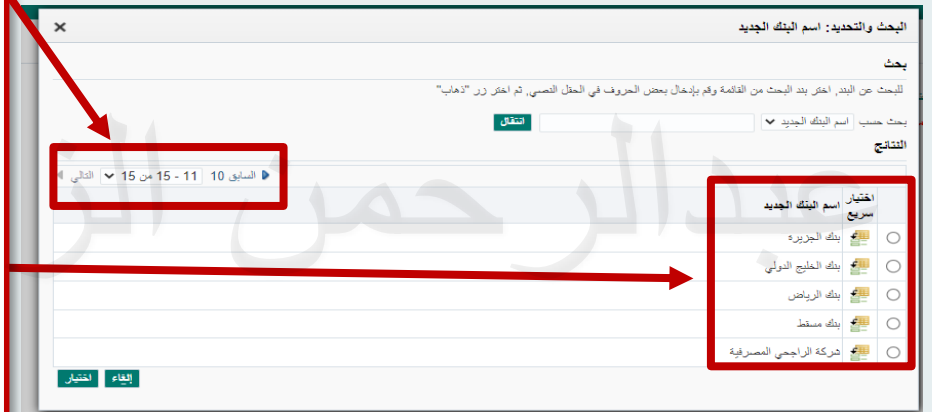 البحث والتحديد: اسم البنك الجديد
بحث
للبحث عن البند, اختر بند البحث من القائمة وقم بإدخال بعض الحروف في الحقل النصي, ثم اختر زر "ذهاب"
بحث حسب اسم البنك الجديد انتقال
النتائج
السابق 10 11 - 15 من 15 التالي
اختيار سريع اسم البنك الجديد
بنك الجزيرة
بنك الخليج الدولي
بنك الرياض
بنك مسقط
شركة الراجحي المصرفية
إلغاء اختيار
عبدالرحمن الز